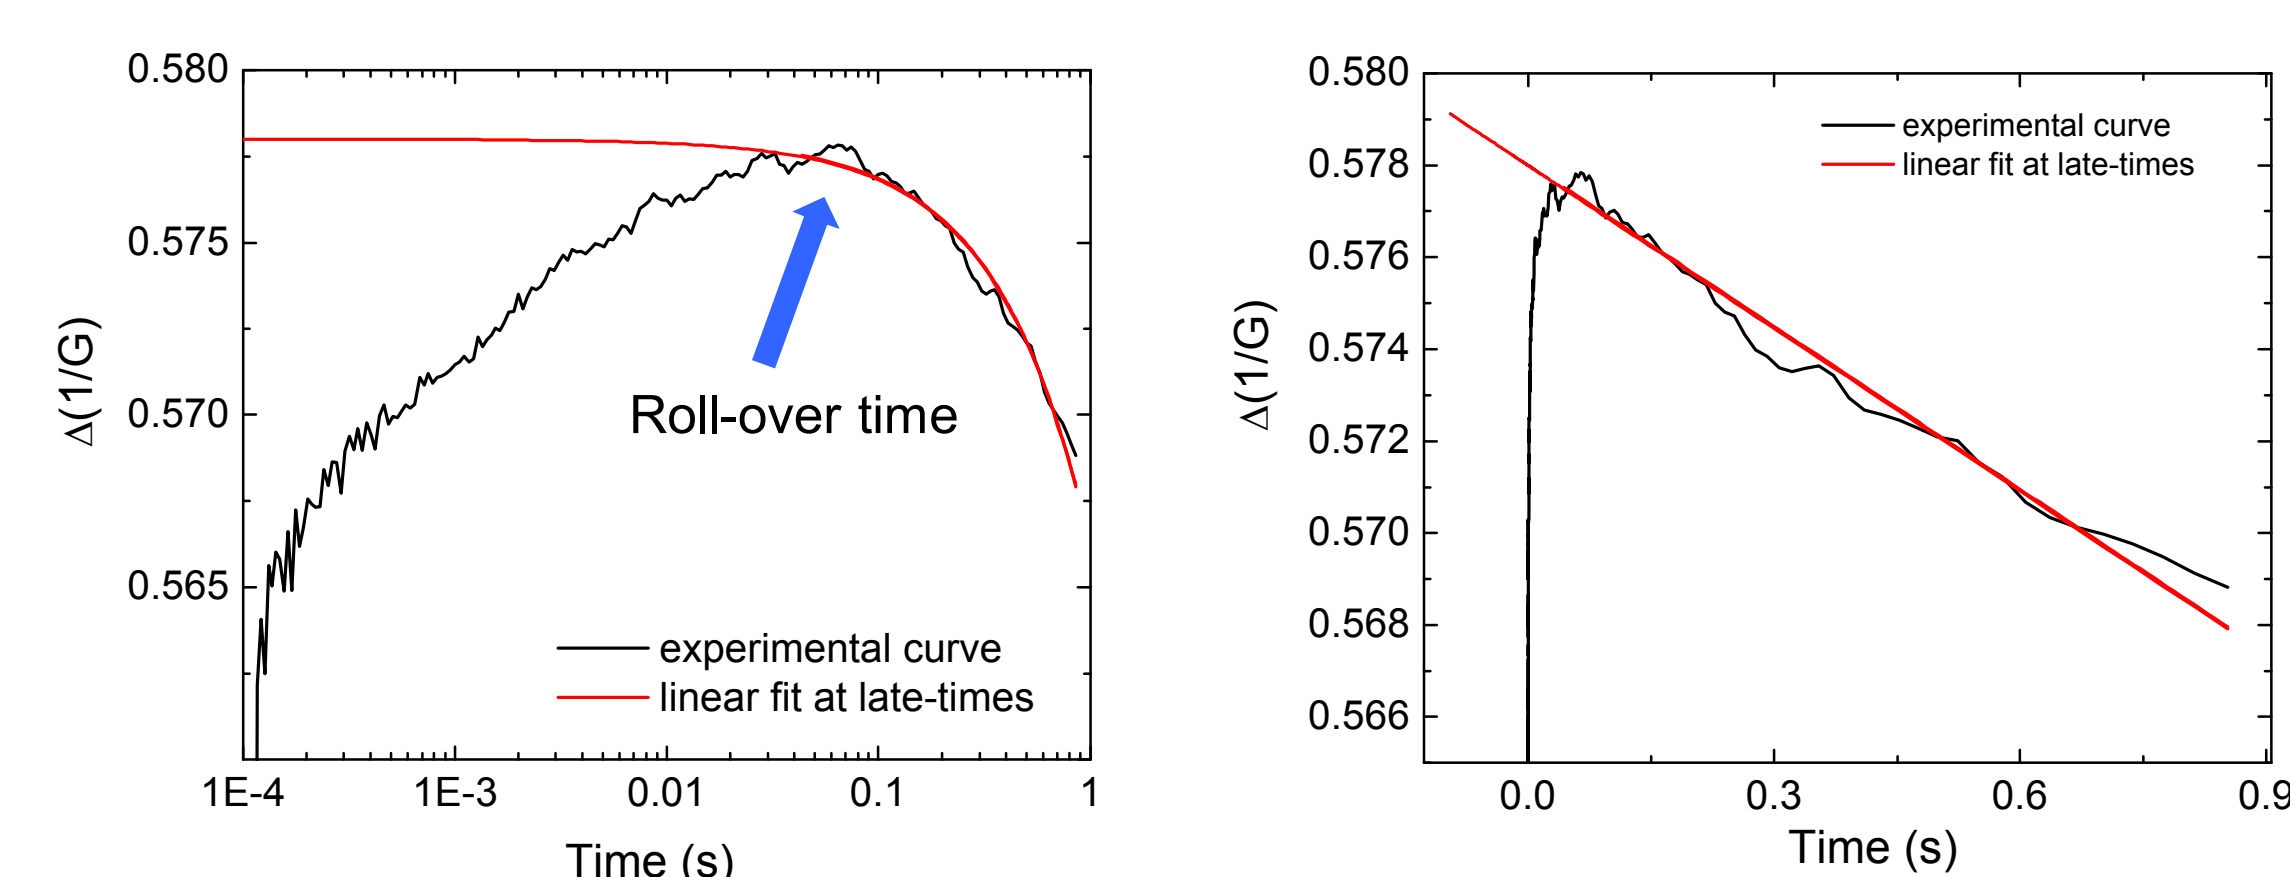 0.580
0.575
0.570
0.565
Δ(1/G)
Roll-over time
experimental curve
linear fit at late-times
1E-4 1E-3 0.01 0.1 1
Time (s)
0.580
0.578
0.576
0.574
0.572
0.570
0.568
0.566
Δ(1/G)
experimental curve
linear fit at late-times
0.0 0.3 0.6 0.9
Time (s)